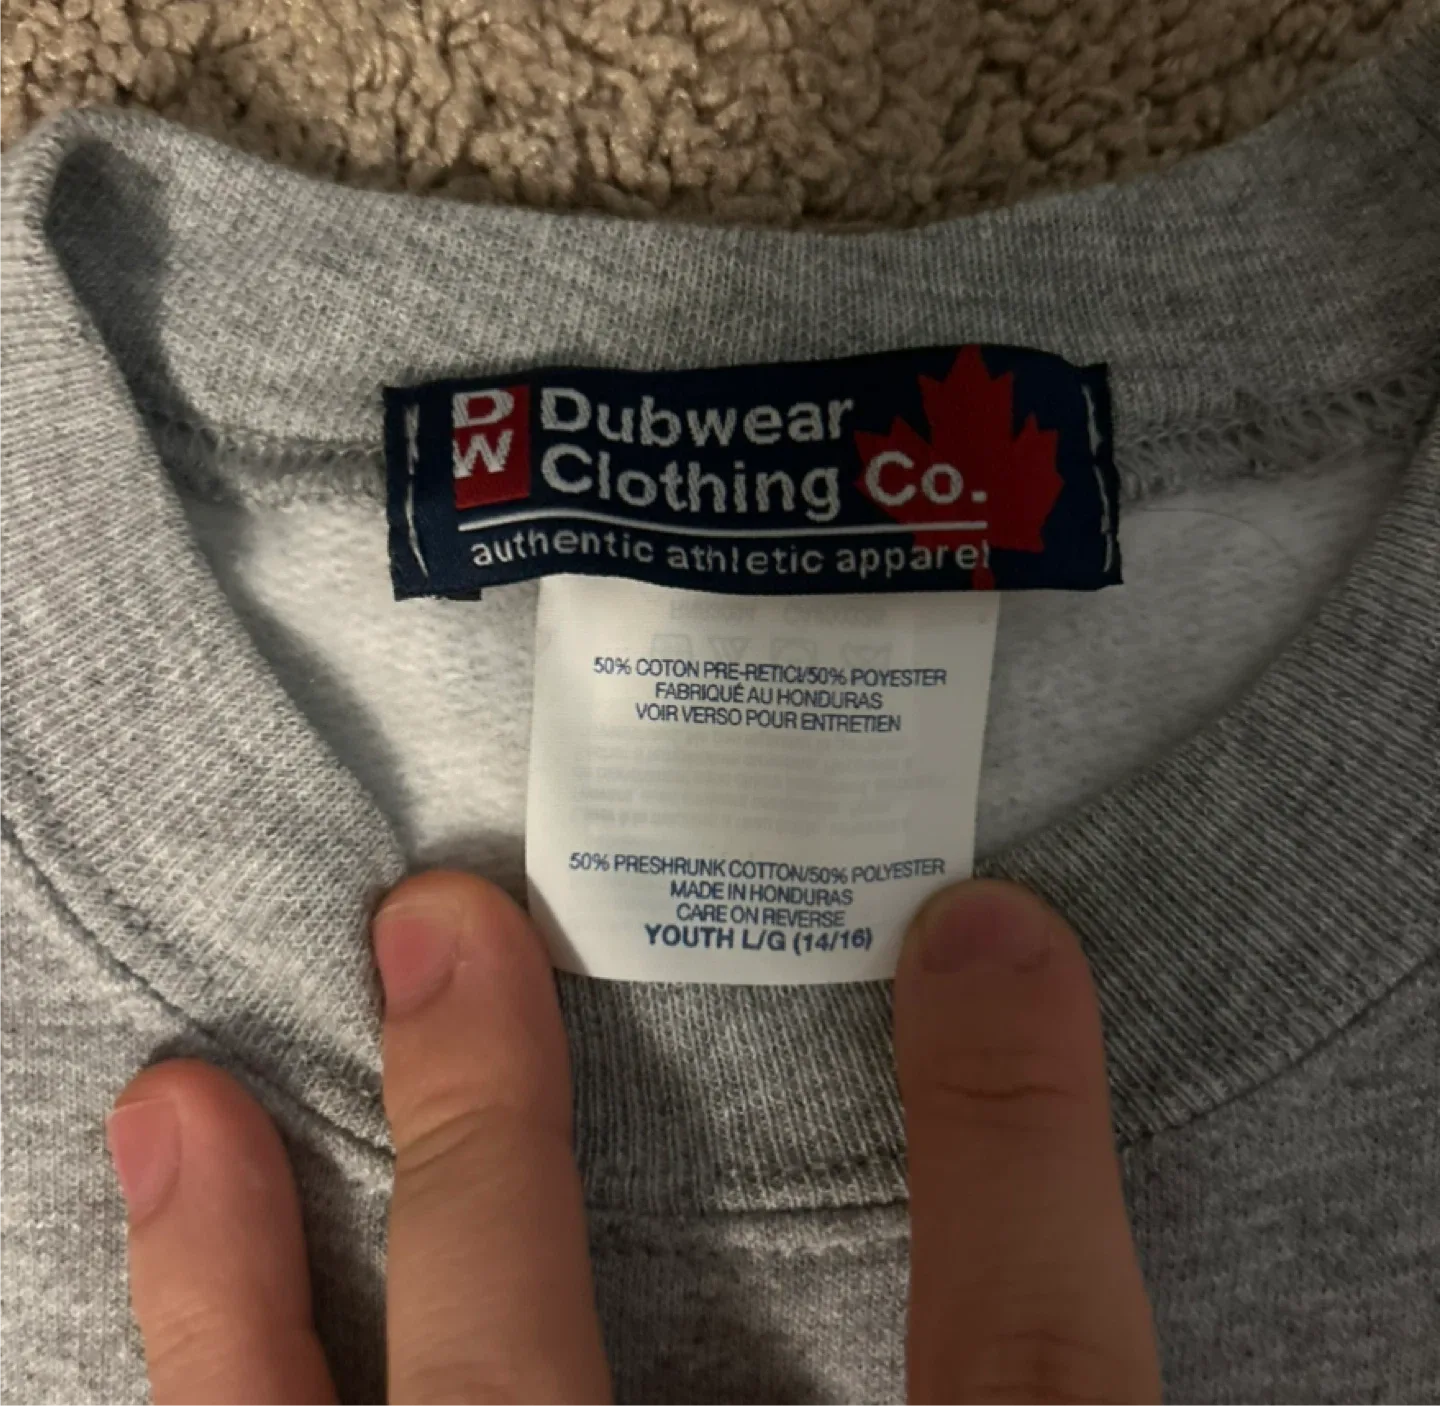 DW
Dubwear
Clothing Co.
authentic athletic apparel
50% COTON PRE-RETICI/50% POYESTER
FABRIQUÉ AU HONDURAS
VOIR VERSO POUR ENTRETIEN
50% PRESHRUNK COTTON/50% POLYESTER
MADE IN HONDURAS
CARE ON REVERSE
YOUTH L/G (14/16)